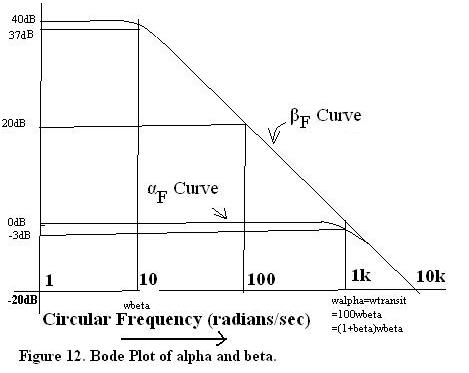 40dB
37dB
βF Curve
20dB
αF Curve
0dB
-3dB
1 10 100 1k 10k
-20dB
wbeta
walpha=wtransit
=100wbeta
=(1+beta)wbeta
Circular Frequency (radians/sec)
Figure 12. Bode Plot of alpha and beta.